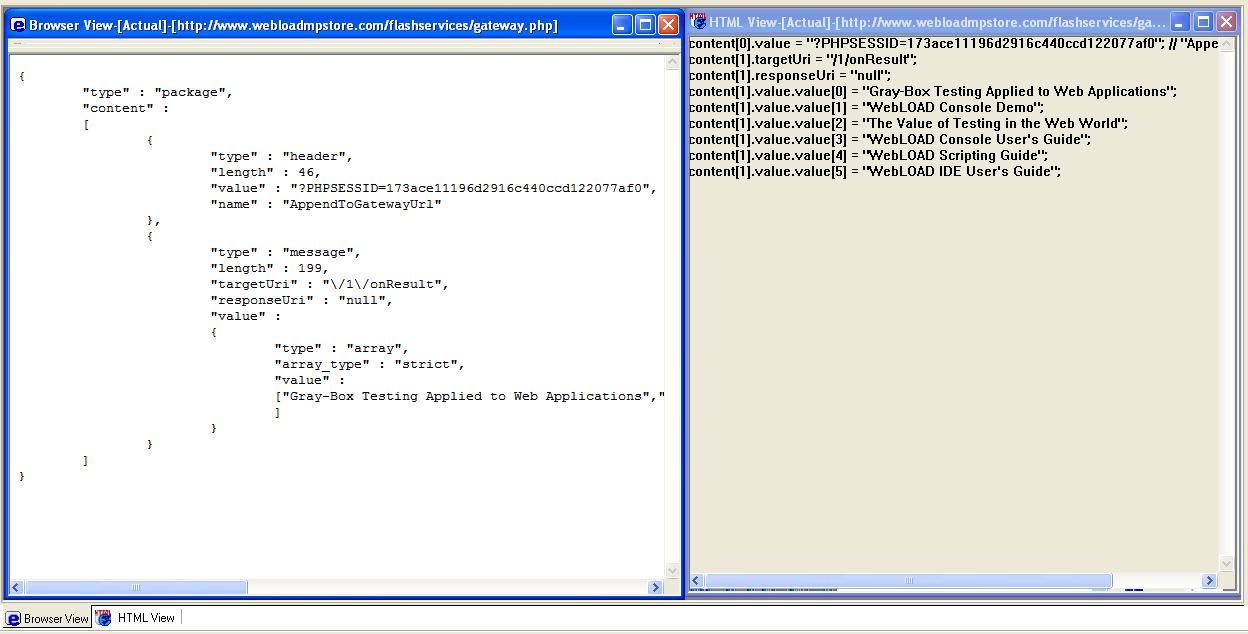 Browser View-[Actual]-[http://www.webloadmpstore.com/flashservices/gateway.php]
{
"type" : "package",
"content" :
[
{
"type" : "header",
"length" : 46,
"value" : "?PHPSESSID=173ace11196d2916c440ccd122077af0",
"name" : "AppendToGatewayUrl"
},
{
"type" : "message",
"length" : 199,
"targetUri" : "\/1\/onResult",
"responseUri" : "null",
"value" :
{
"type" : "array",
"array_type" : "strict",
"value" :
["Gray-Box Testing Applied to Web Applications","
]
}
}
]
}
HTML View-[Actual]-[http://www.webloadmpstore.com/flashservices/ga...
content[0].value = "?PHPSESSID=173ace11196d2916c440ccd122077af0"; // "Appe
content[1].targetUri = "/1/onResult";
content[1].responseUri = "null";
content[1].value.value[0] = "Gray-Box Testing Applied to Web Applications";
content[1].value.value[1] = "WebLOAD Console Demo";
content[1].value.value[2] = "The Value of Testing in the Web World";
content[1].value.value[3] = "WebLOAD Console User's Guide";
content[1].value.value[4] = "WebLOAD Scripting Guide";
content[1].value.value[5] = "WebLOAD IDE User's Guide";
Browser View
HTML View